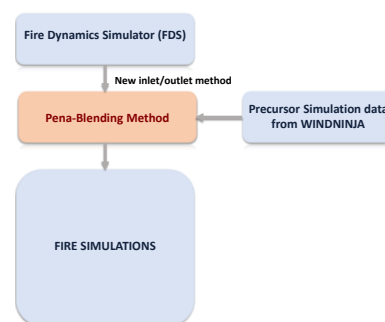 Fire Dynamics Simulator (FDS)
New inlet/outlet method
Pena-Blending Method
Precursor Simulation data
from WINDNINJA
FIRE SIMULATIONS